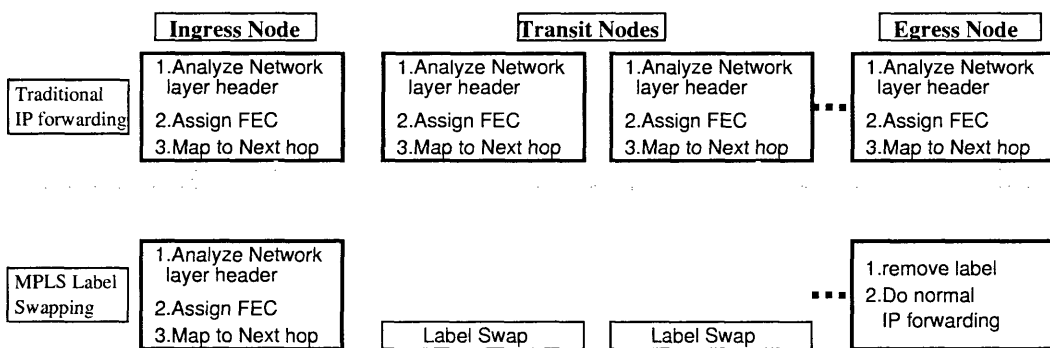 Ingress Node
Transit Nodes
Egress Node
Traditional
IP forwarding
1.Analyze Network
layer header
2.Assign FEC
3.Map to Next hop
1.Analyze Network
layer header
2.Assign FEC
3.Map to Next hop
1.Analyze Network
layer header
2.Assign FEC
3.Map to Next hop
1.Analyze Network
layer header
2.Assign FEC
3.Map to Next hop
MPLS Label
Swapping
1.Analyze Network
layer header
2.Assign FEC
3.Map to Next hop
Label Swap
Label Swap
1.remove label
2.Do normal
IP forwarding